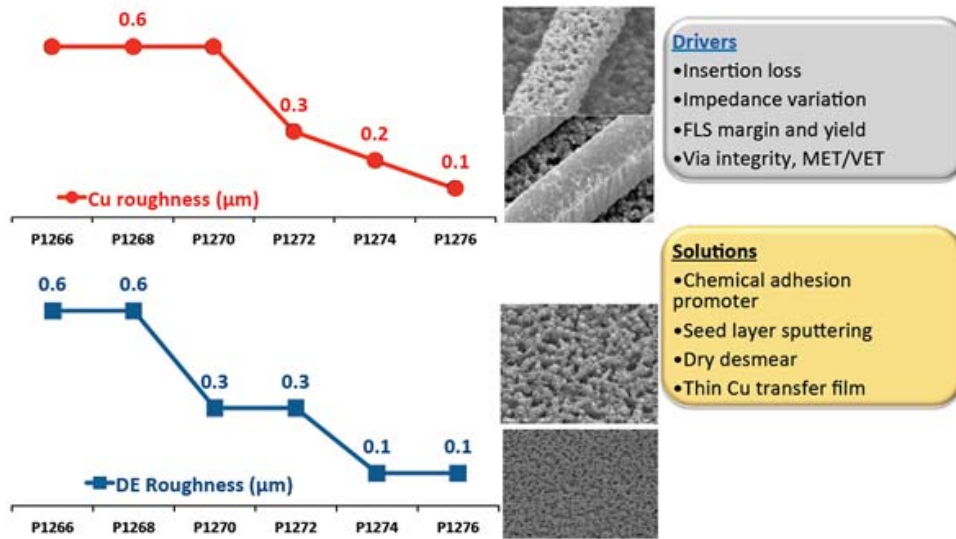 0.6
0.3
0.2
0.1
Cu roughness (µm)
P1266 P1268 P1270 P1272 P1274 P1276
0.6 0.6
0.3 0.3
0.1 0.1
DE Roughness (µm)
P1266 P1268 P1270 P1272 P1274 P1276
Drivers
•Insertion loss
•Impedance variation
•FLS margin and yield
•Via integrity, MET/VET
Solutions
•Chemical adhesion
promoter
•Seed layer sputtering
•Dry desmear
•Thin Cu transfer film